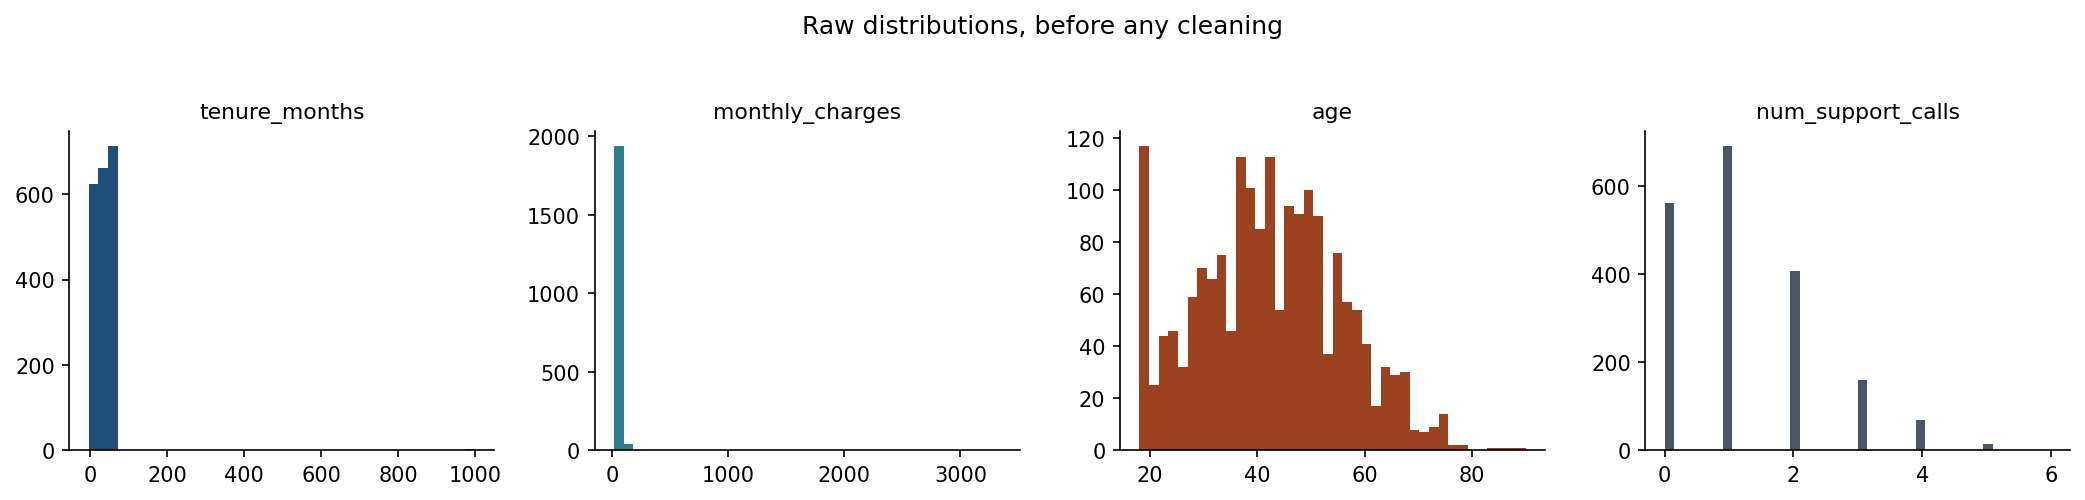 Raw distributions, before any cleaning
tenure_months
monthly_charges
age
num_support_calls
600
400
200
0
0 200 400 600 800 1000
2000
1500
1000
500
0
0 1000 2000 3000
120
100
80
60
40
20
0
20 40 60 80
600
400
200
0
0 2 4 6